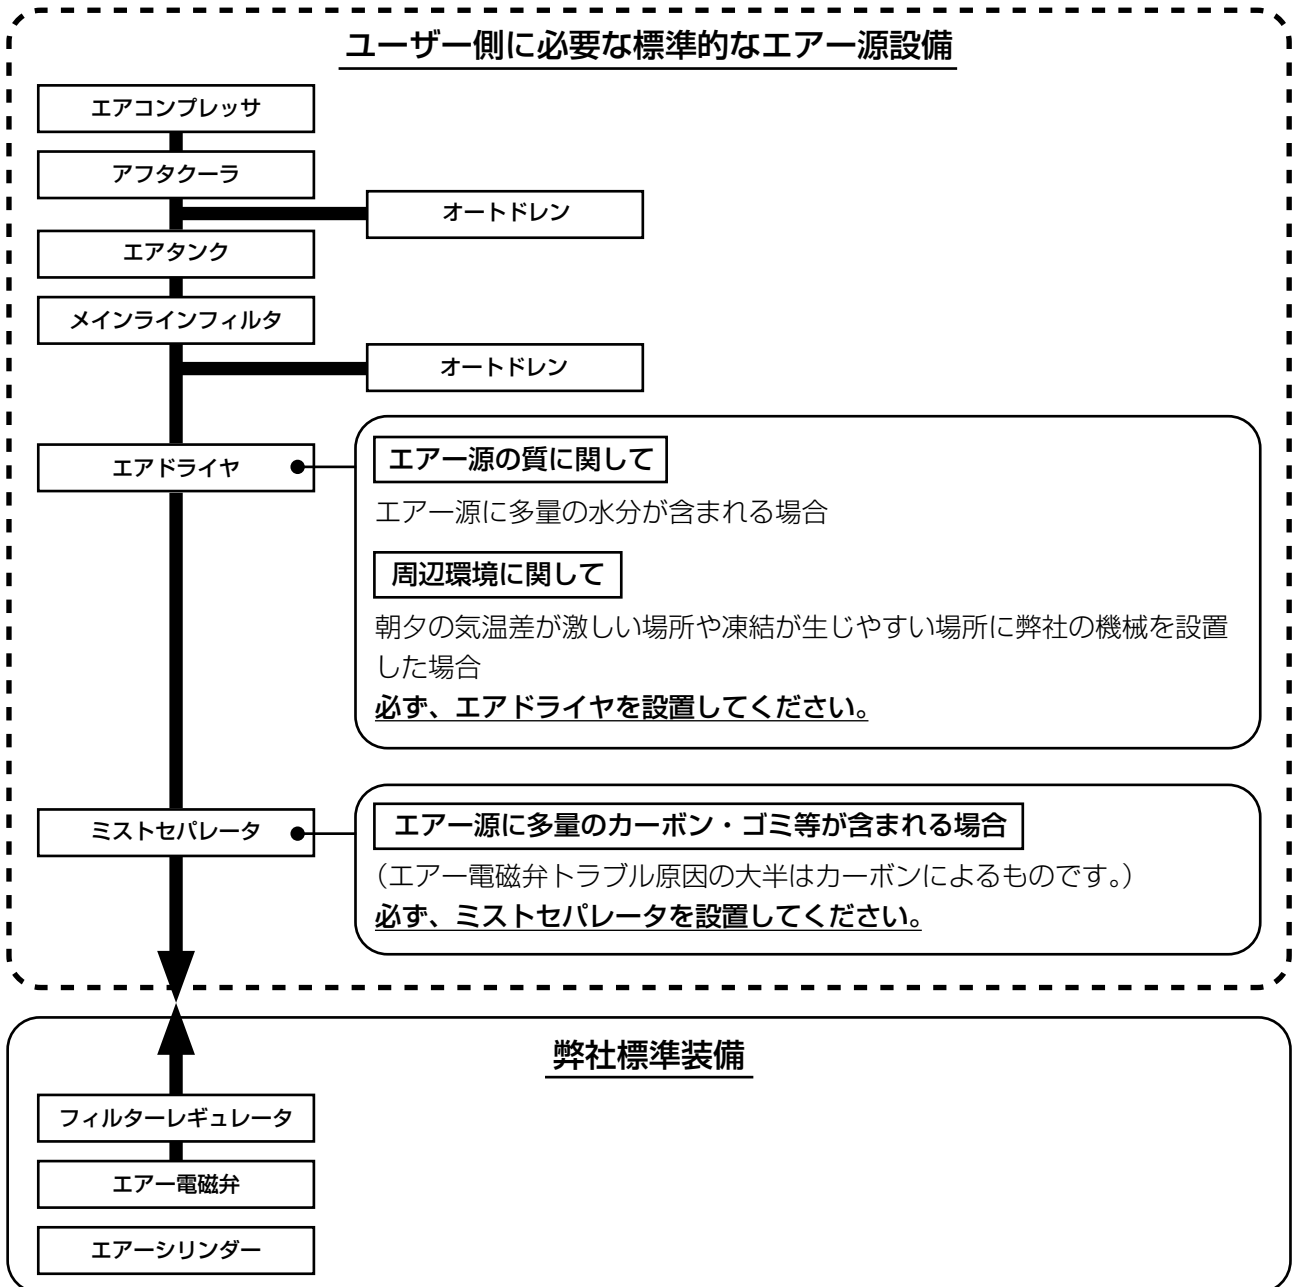 ユーザー側に必要な標準的なエアー源設備
エアコンプレッサ
アフタクーラ
オートドレン
エアタンク
メインラインフィルタ
オートドレン
エアドライヤ
エアー源の質に関して
エアー源に多量の水分が含まれる場合
周辺環境に関して
朝夕の気温差が激しい場所や凍結が生じやすい場所に弊社の機械を設置
した場合
必ず、エアドライヤを設置してください。
ミストセパレータ
エアー源に多量のカーボン・ゴミ等が含まれる場合
（エアー電磁弁トラブル原因の大半はカーボンによるものです。）
必ず、ミストセパレータを設置してください。
弊社標準装備
フィルターレギュレータ
エアー電磁弁
エアーシリンダー